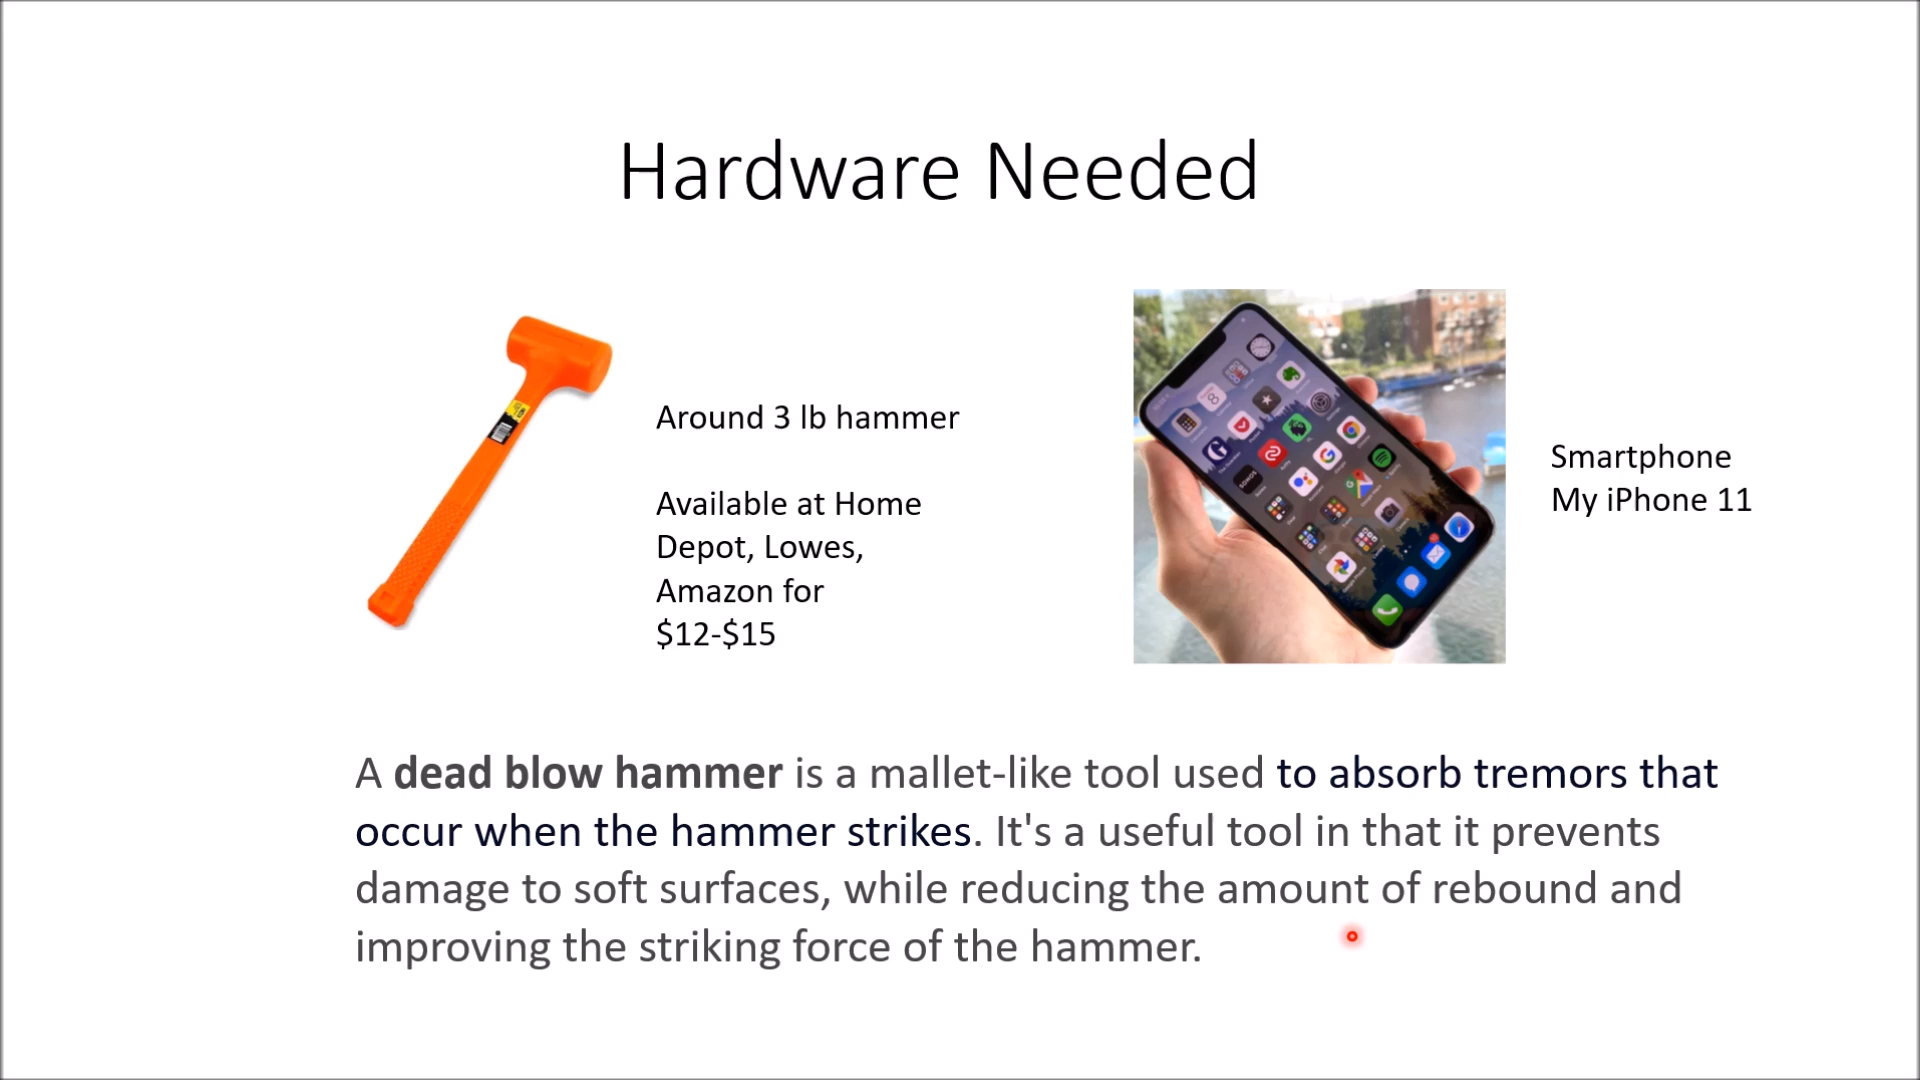 Hardware Needed
Around 3 lb hammer
Available at Home
Depot, Lowes,
Amazon for
$12-$15
Smartphone
My iPhone 11
A dead blow hammer is a mallet-like tool used to absorb tremors that
occur when the hammer strikes. It's a useful tool in that it prevents
damage to soft surfaces, while reducing the amount of rebound and
improving the striking force of the hammer.